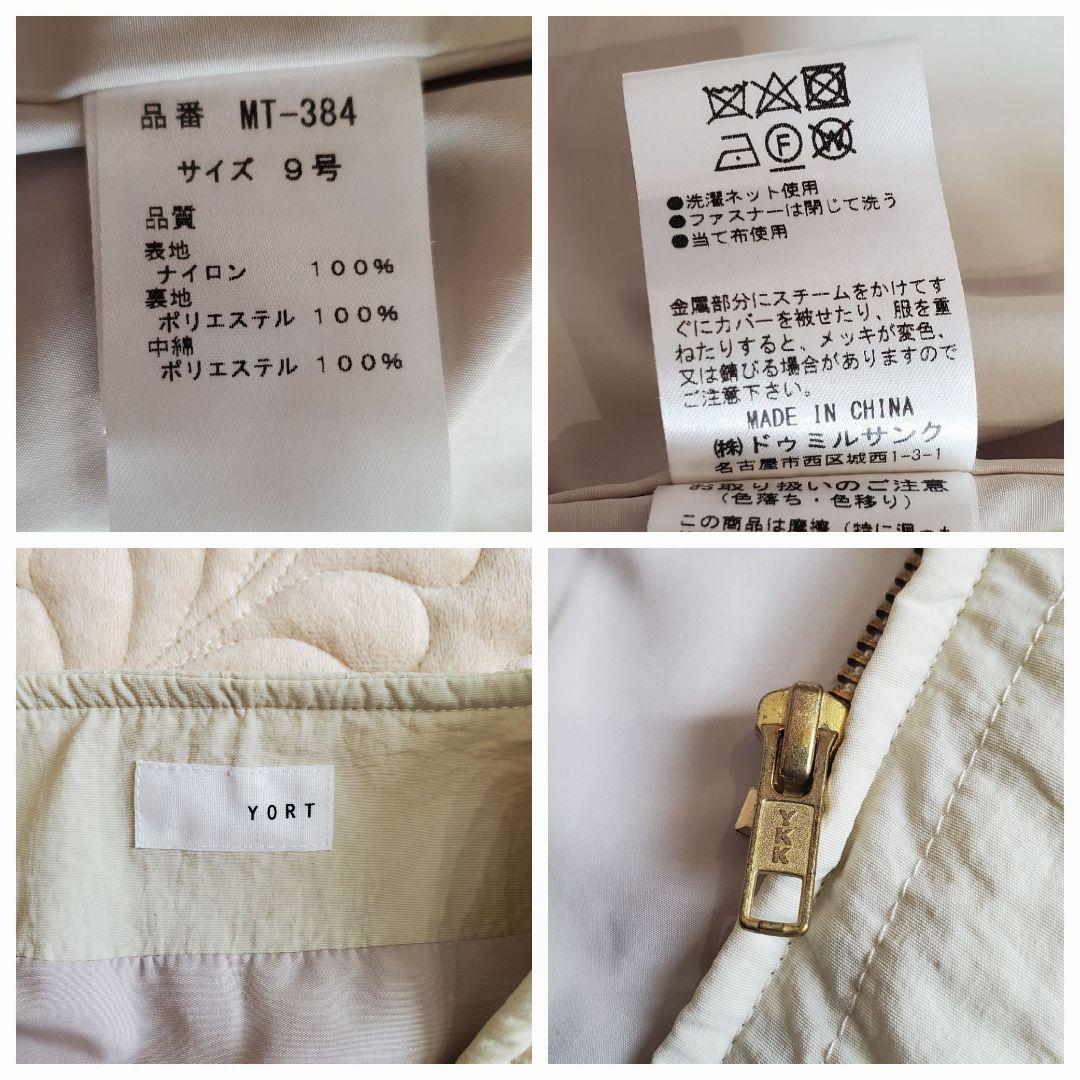 品番 MT-384
サイズ 9号
品質
表地
ナイロン 100%
裏地
ポリエステル 100%
中綿
ポリエステル 100%
F
W
●洗濯ネット使用
●ファスナーは閉じて洗う
●当て布使用
金属部分にスチームをかけてす
ぐにカバーを被せたり、服を重
ねたりすると、メッキが変色、
又は錆びる場合がありますので
ご注意下さい。
MADE IN CHINA
㈱ドゥミルサンク
名古屋市西区城西1-3-1
お取り扱いのご注意
(色落ち・色移り)
この商品は摩擦(特に湿った
YORT
YKK